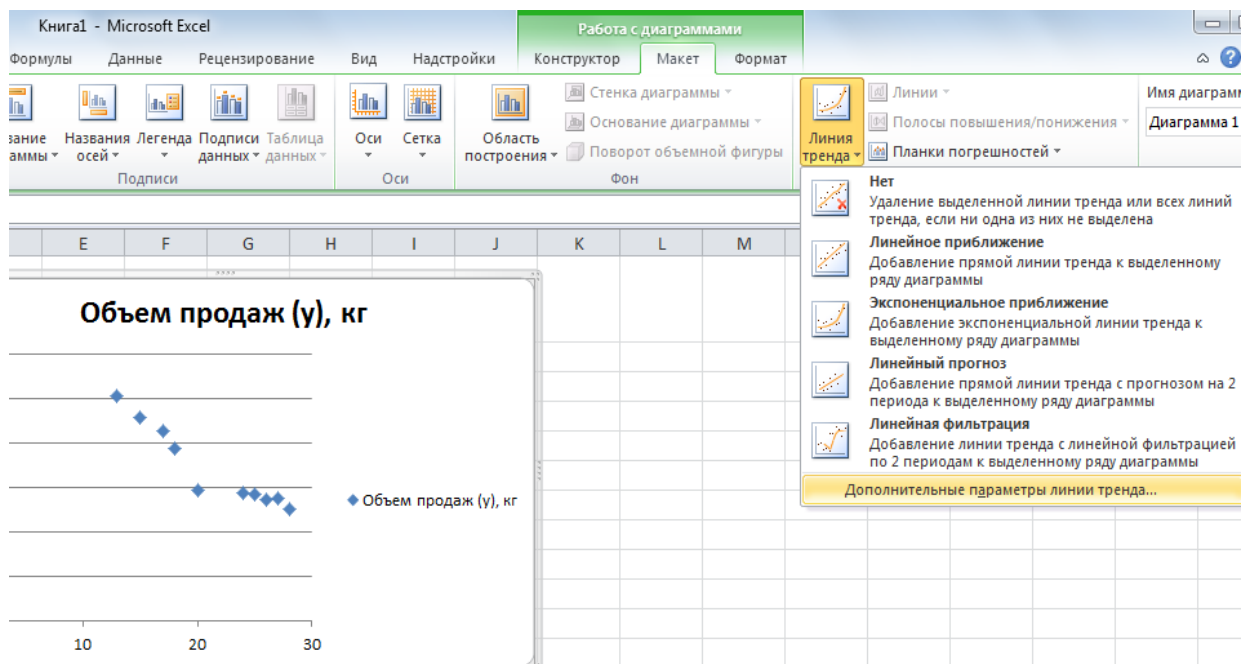 Книга1 - Microsoft Excel
Работа с диаграммами
Формулы Данные Рецензирование Вид Надстройки Конструктор Макет Формат
Названия осей
Легенда
Подписи данных
Таблица данных
Подписи
Оси
Сетка
Оси
Область построения
Стенка диаграммы
Основание диаграммы
Поворот объемной фигуры
Фон
Линия тренда
Линии
Полосы повышения/понижения
Планки погрешностей
Имя
Диаграмма 1
Нет
Удаление выделенной линии тренда или всех линий
тренда, если ни одна из них не выделена
Линейное приближение
Добавление прямой линии тренда к выделенному
ряду диаграммы
Экспоненциальное приближение
Добавление экспоненциальной линии тренда к
выделенному ряду диаграммы
Линейный прогноз
Добавление прямой линии тренда с прогнозом на 2
периода к выделенному ряду диаграммы
Линейная фильтрация
Добавление линии тренда с линейной фильтрацией
по 2 периодам к выделенному ряду диаграммы
Дополнительные параметры линии тренда...
E F G H I J K L M
Объем продаж (у), кг
Объем продаж (у), кг
10 20 30